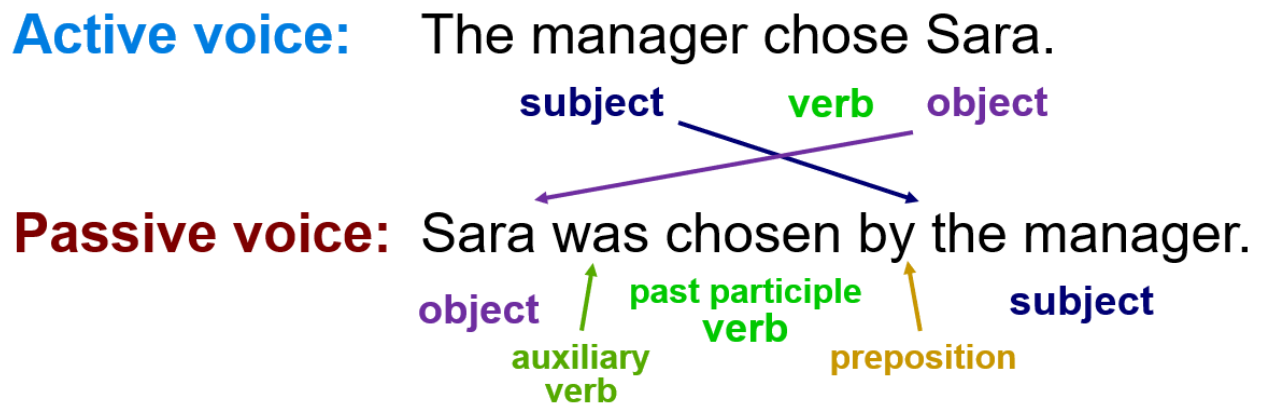 Active voice: The manager chose Sara.
subject verb object
Passive voice: Sara was chosen by the manager.
object past participle verb subject
auxiliary verb preposition